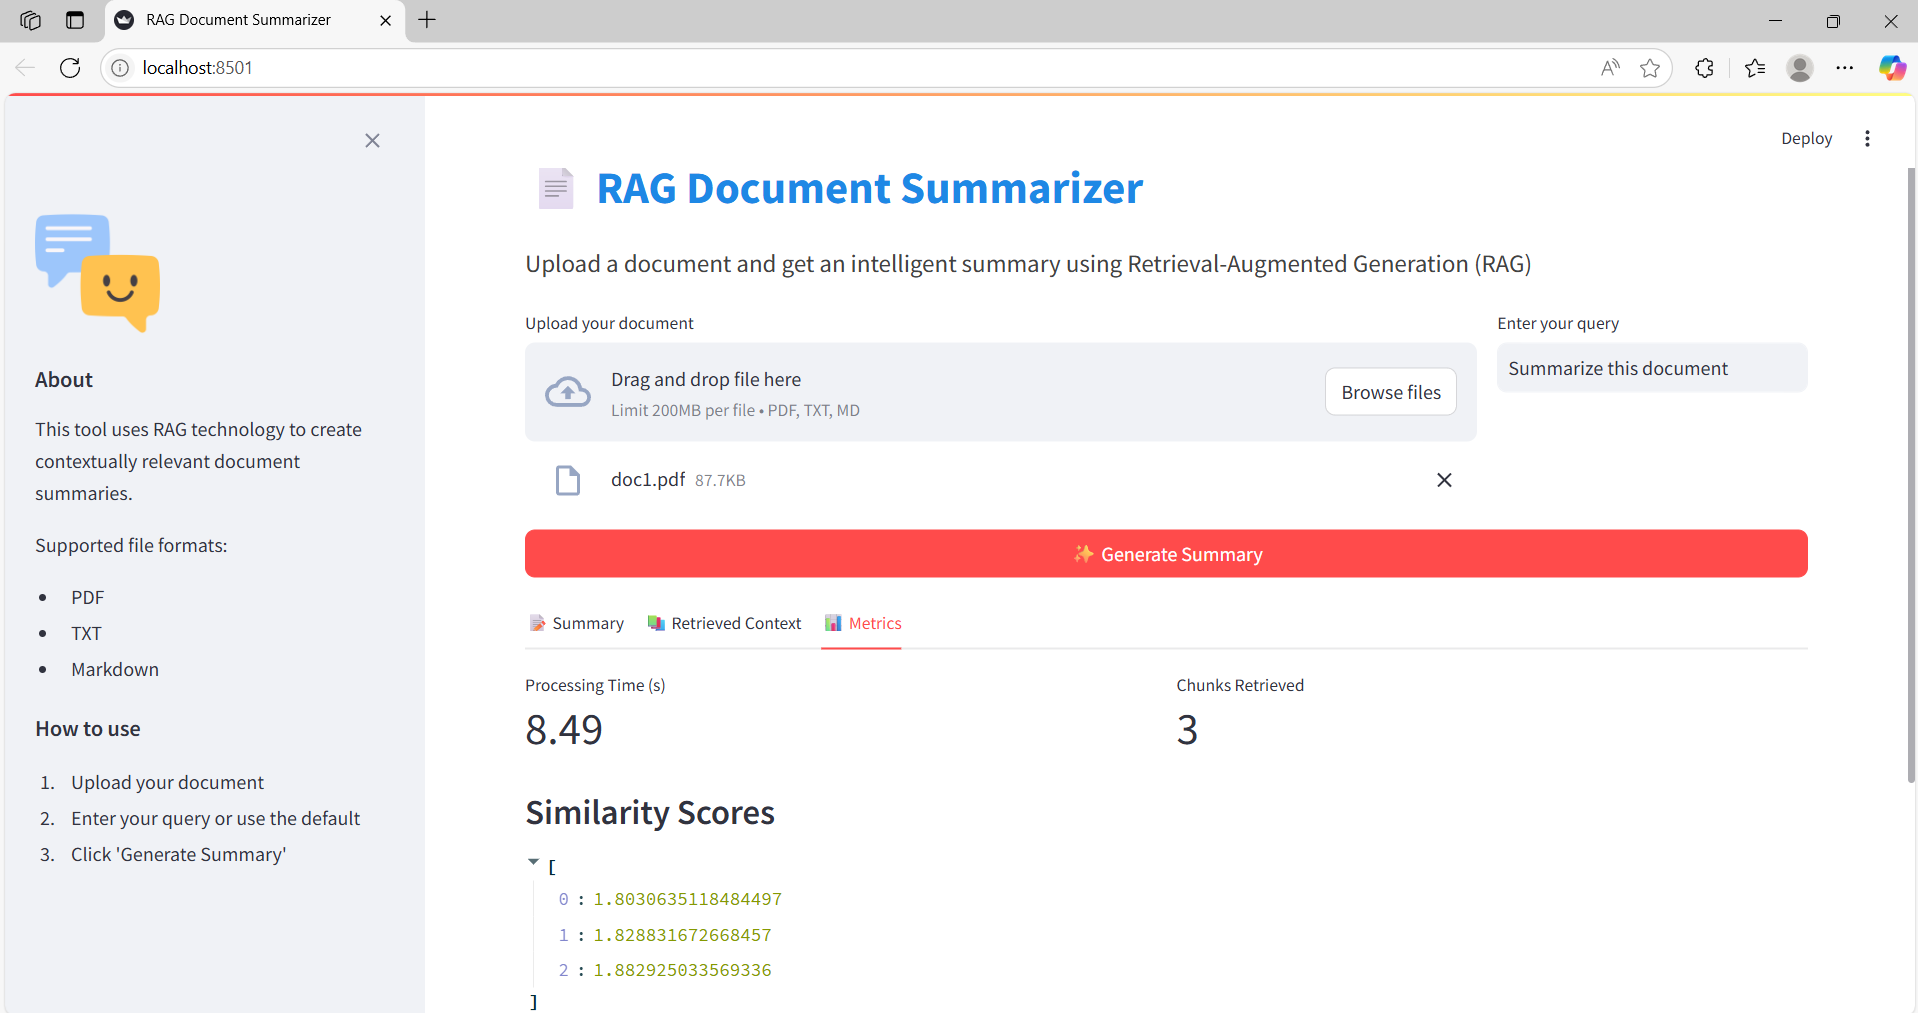 RAG Document Summarizer
localhost:8501
Deploy
About
This tool uses RAG technology to create
contextually relevant document
summaries.
Supported file formats:
• PDF
• TXT
• Markdown
How to use
1. Upload your document
2. Enter your query or use the default
3. Click 'Generate Summary'
RAG Document Summarizer
Upload a document and get an intelligent summary using Retrieval-Augmented Generation (RAG)
Upload your document
Drag and drop file here
Limit 200MB per file • PDF, TXT, MD
Browse files
Enter your query
Summarize this document
doc1.pdf 87.7KB
✨ Generate Summary
Summary Retrieved Context Metrics
Processing Time (s)
8.49
Chunks Retrieved
3
Similarity Scores
[
0 : 1.8030635118484497
1 : 1.828831672668457
2 : 1.882925033569336
]